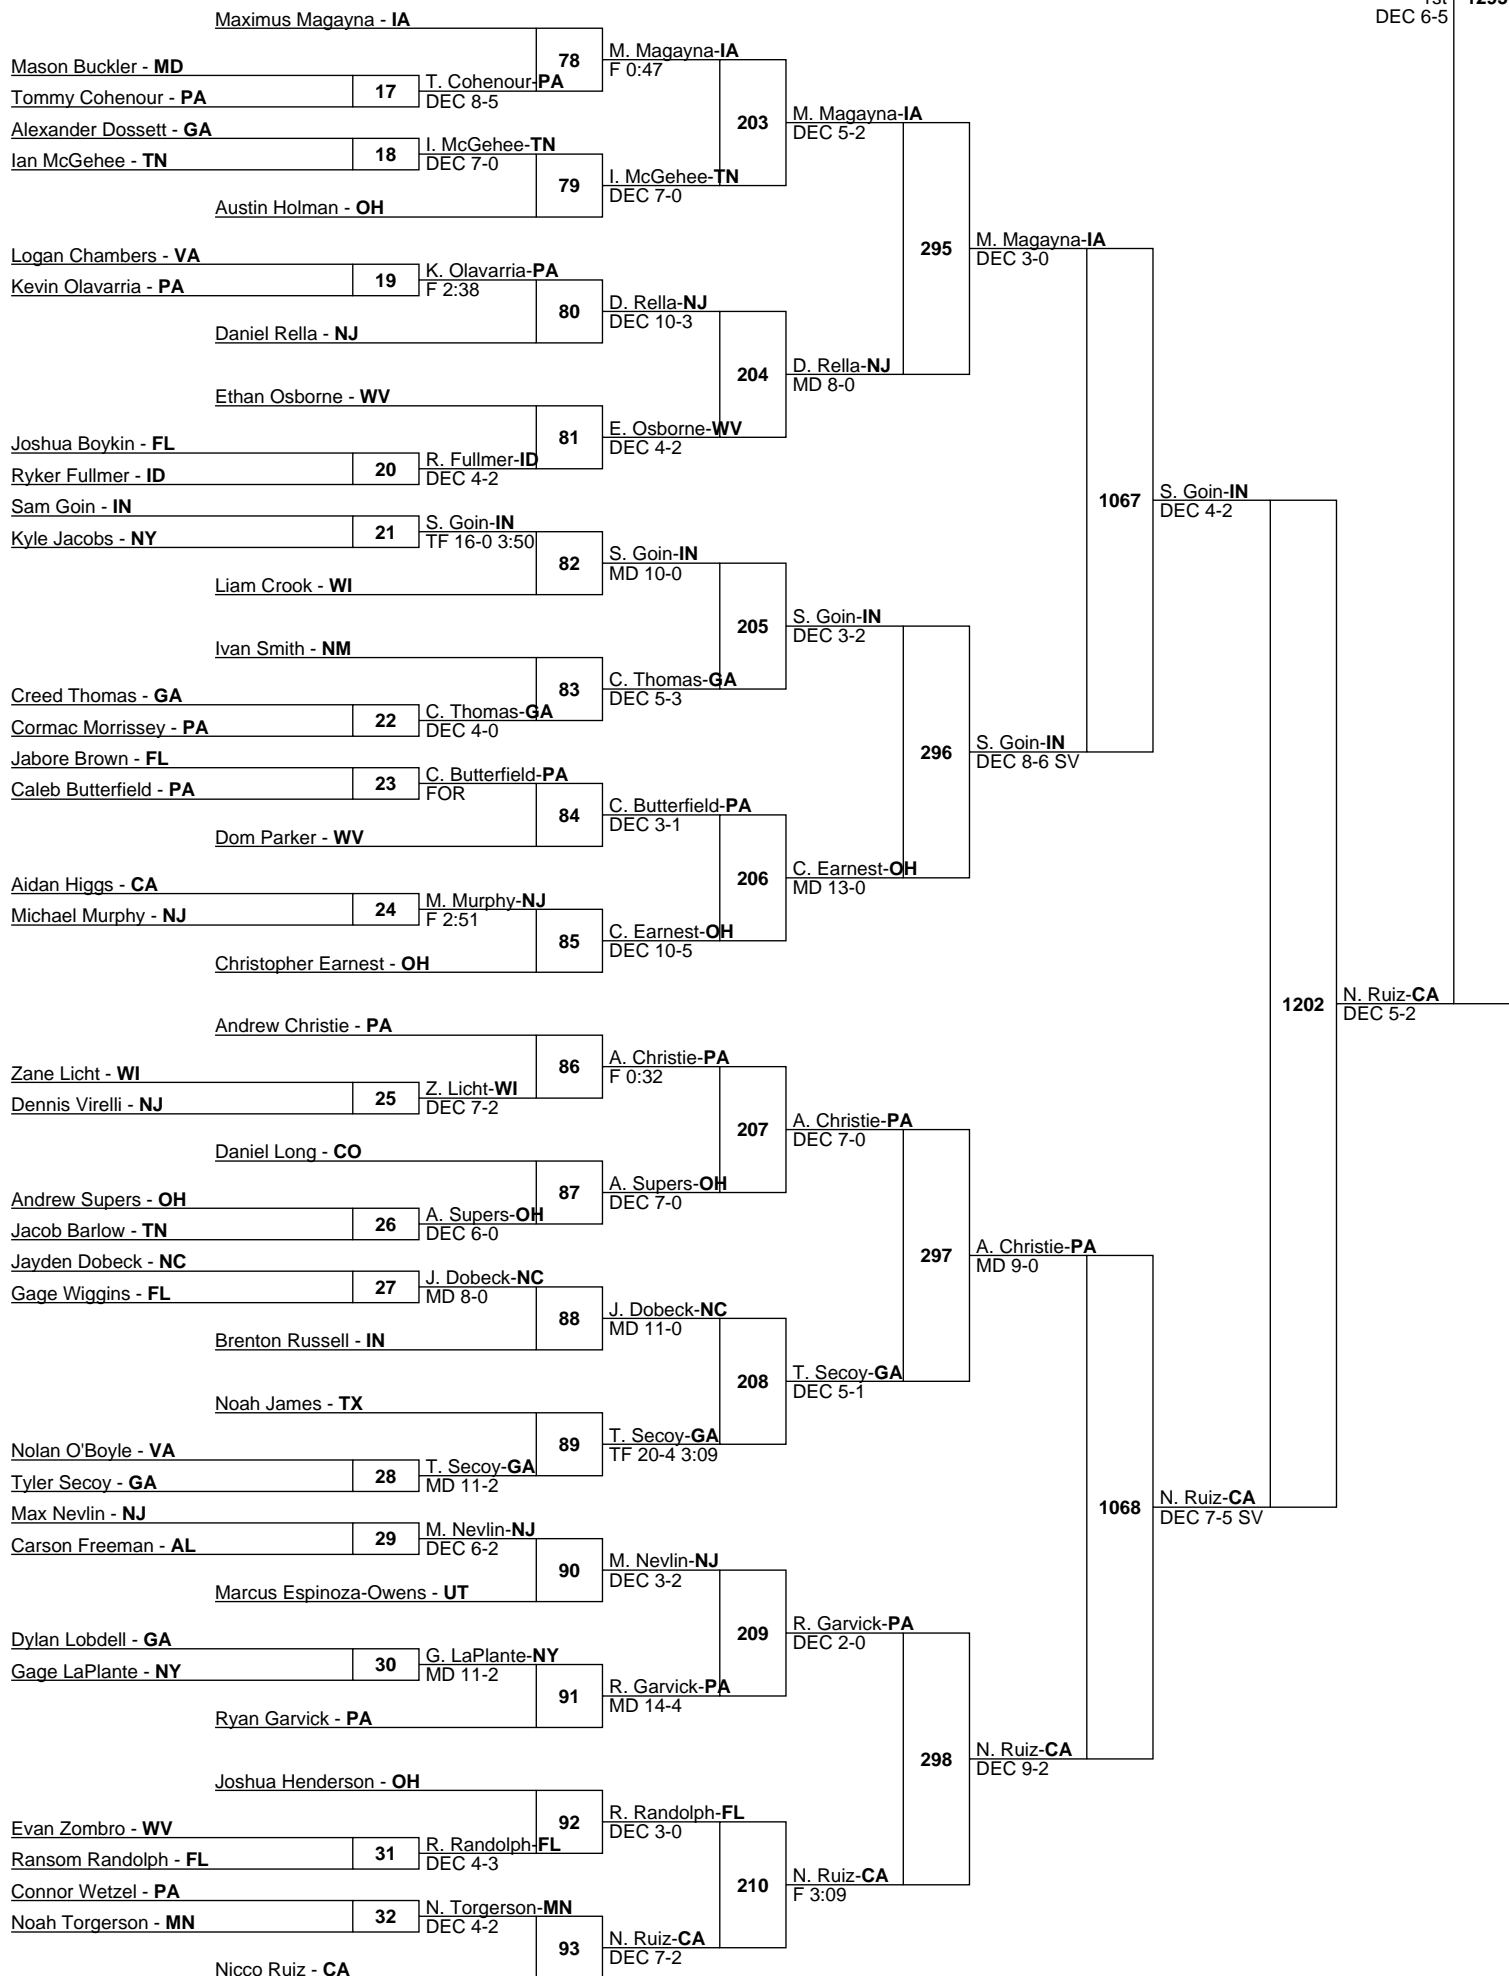 1st
DEC 6-5
Maximus Magayna - IA
78
M. Magayna-IA
F 0:47
Mason Buckler - MD
17
T. Cohenour-PA
DEC 8-5
Tommy Cohenour - PA
203
M. Magayna-IA
DEC 5-2
Alexander Dossett - GA
18
I. McGehee-TN
DEC 7-0
Ian McGehee - TN
79
I. McGehee-TN
DEC 7-0
Austin Holman - OH
295
M. Magayna-IA
DEC 3-0
Logan Chambers - VA
19
K. Olavarria-PA
F 2:38
Kevin Olavarria - PA
80
D. Rella-NJ
DEC 10-3
Daniel Rella - NJ
204
D. Rella-NJ
MD 8-0
Ethan Osborne - WV
81
E. Osborne-WV
DEC 4-2
Joshua Boykin - FL
20
R. Fullmer-ID
DEC 4-2
Ryker Fullmer - ID
1067
S. Goin-IN
DEC 4-2
Sam Goin - IN
21
S. Goin-IN
TF 16-0 3:50
Kyle Jacobs - NY
82
S. Goin-IN
MD 10-0
Liam Crook - WI
205
S. Goin-IN
DEC 3-2
Ivan Smith - NM
83
C. Thomas-GA
DEC 5-3
Creed Thomas - GA
22
C. Thomas-GA
DEC 4-0
Cormac Morrissey - PA
296
S. Goin-IN
DEC 8-6 SV
Jabore Brown - FL
23
C. Butterfield-PA
FOR
Caleb Butterfield - PA
84
C. Butterfield-PA
DEC 3-1
Dom Parker - WV
206
C. Earnest-OH
MD 13-0
Aidan Higgs - CA
24
M. Murphy-NJ
F 2:51
Michael Murphy - NJ
85
C. Earnest-OH
DEC 10-5
Christopher Earnest - OH
1202
N. Ruiz-CA
DEC 5-2
Andrew Christie - PA
86
A. Christie-PA
F 0:32
Zane Licht - WI
25
Z. Licht-WI
DEC 7-2
Dennis Virelli - NJ
207
A. Christie-PA
DEC 7-0
Daniel Long - CO
87
A. Supers-OH
DEC 7-0
Andrew Supers - OH
26
A. Supers-OH
DEC 6-0
Jacob Barlow - TN
297
A. Christie-PA
MD 9-0
Jayden Dobeck - NC
27
J. Dobeck-NC
MD 8-0
Gage Wiggins - FL
88
J. Dobeck-NC
MD 11-0
Brenton Russell - IN
208
T. Secoy-GA
DEC 5-1
Noah James - TX
89
T. Secoy-GA
TF 20-4 3:09
Nolan O'Boyle - VA
28
T. Secoy-GA
MD 11-2
Tyler Secoy - GA
1068
N. Ruiz-CA
DEC 7-5 SV
Max Nevlin - NJ
29
M. Nevlin-NJ
DEC 6-2
Carson Freeman - AL
90
M. Nevlin-NJ
DEC 3-2
Marcus Espinoza-Owens - UT
209
R. Garvick-PA
DEC 2-0
Dylan Lobdell - GA
30
G. LaPlante-NY
MD 11-2
Gage LaPlante - NY
91
R. Garvick-PA
MD 14-4
Ryan Garvick - PA
298
N. Ruiz-CA
DEC 9-2
Joshua Henderson - OH
92
R. Randolph-FL
DEC 3-0
Evan Zombro - WV
31
R. Randolph-FL
DEC 4-3
Ransom Randolph - FL
210
N. Ruiz-CA
F 3:09
Connor Wetzel - PA
32
N. Torgerson-MN
DEC 4-2
Noah Torgerson - MN
93
N. Ruiz-CA
DEC 7-2
Nicco Ruiz - CA